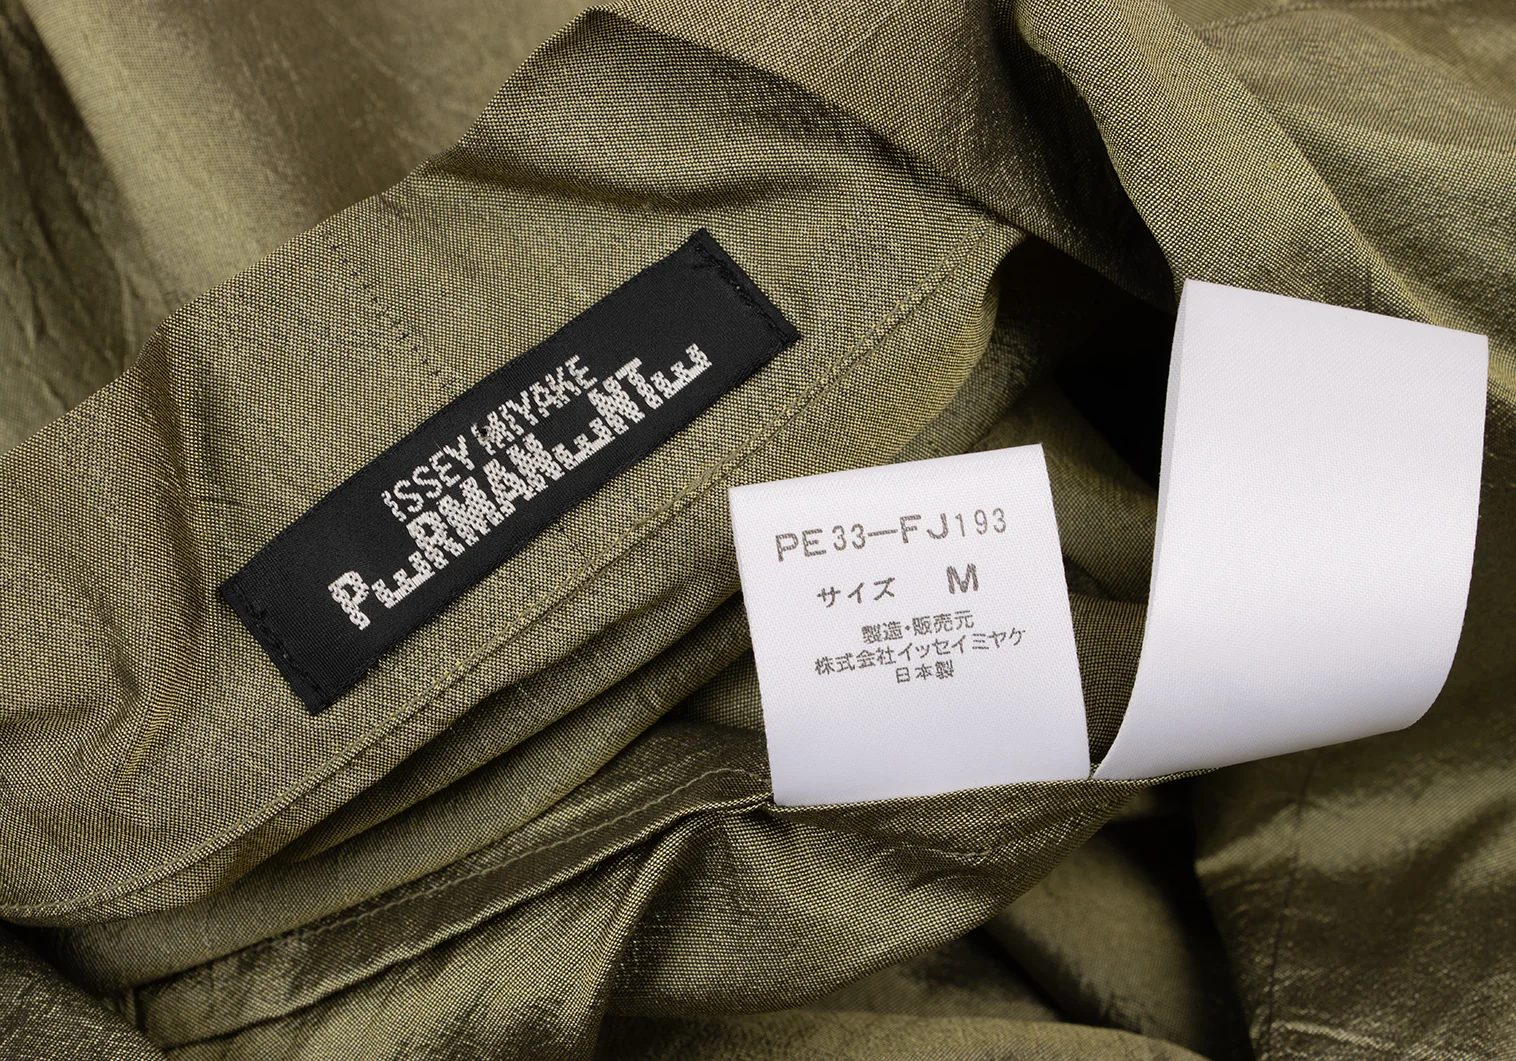 ISSEY MIYAKE
PERMANENTE
PE33-FJ193
サイズ M
製造・販売元
株式会社イッセイミヤケ
日本製